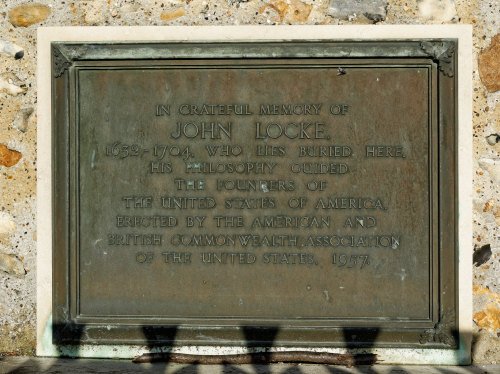 IN GRATEFUL MEMORY OF
JOHN LOCKE.
1632-1704, WHO LIES BURIED HERE.
HIS PHILOSOPHY GUIDED
THE FOUNDERS OF
THE UNITED STATES OF AMERICA.
ERECTED BY THE AMERICAN AND
BRITISH COMMONWEALTH, ASSOCIATION
OF THE UNITED STATES, 1957.